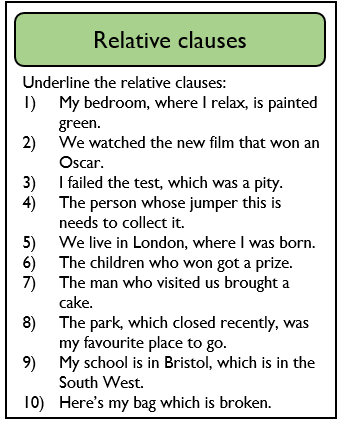 Relative clauses
Underline the relative clauses:
1) My bedroom, where I relax, is painted
green.
2) We watched the new film that won an
Oscar.
3) I failed the test, which was a pity.
4) The person whose jumper this is
needs to collect it.
5) We live in London, where I was born.
6) The children who won got a prize.
7) The man who visited us brought a
cake.
8) The park, which closed recently, was
my favourite place to go.
9) My school is in Bristol, which is in the
South West.
10) Here's my bag which is broken.